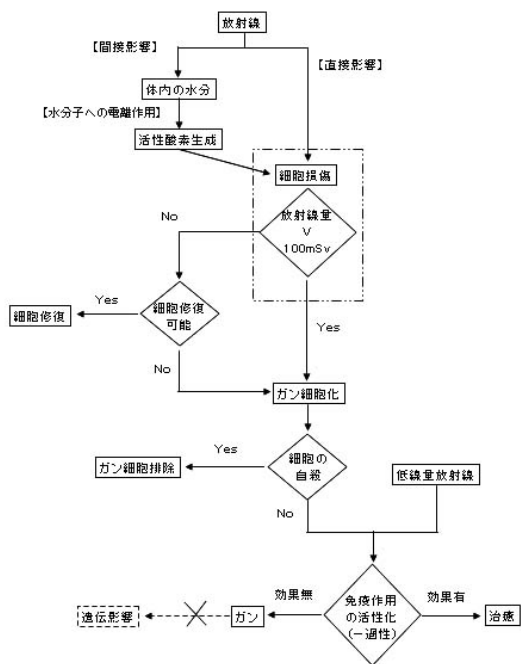 放射線
【間接影響】
【直接影響】
体内の水分
【水分子への電離作用】
活性酸素生成
細胞損傷
No
放射線量
V
100mSv
Yes
細胞修復
細胞修復
可能
Yes
No
ガン細胞化
Yes
細胞の
自殺
ガン細胞排除
低線量放射線
No
効果無
免疫作用
の活性化
(一過性)
効果有
遺伝影響
ガン
治癒